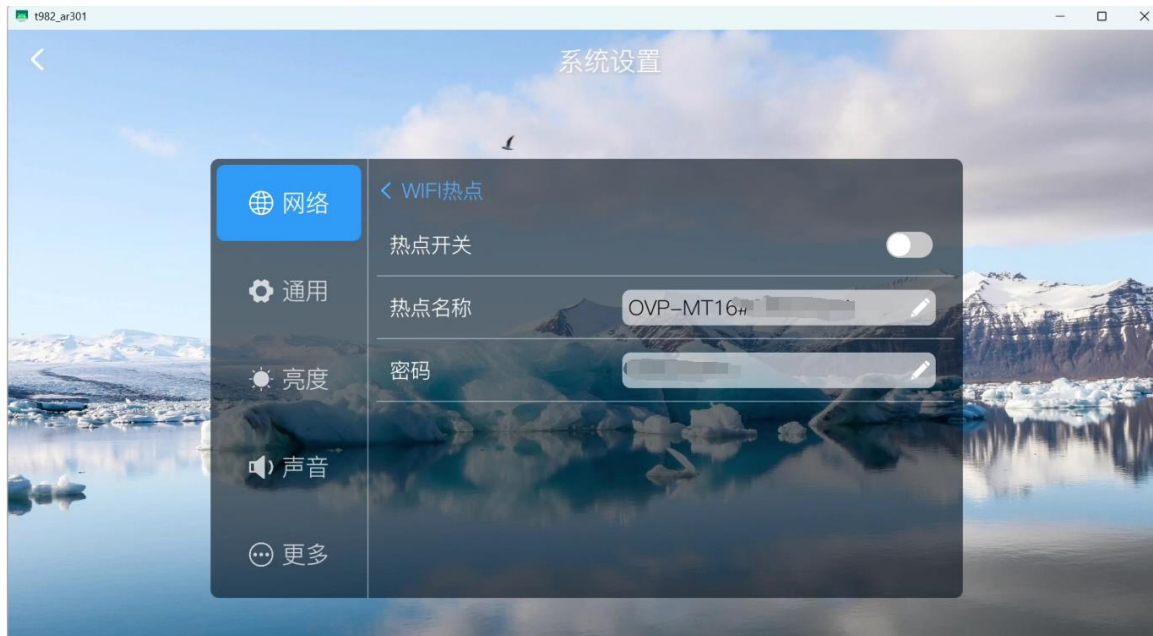 t982_ar301
系统设置
网络
通用
亮度
声音
更多
WIFI热点
热点开关
热点名称
OVP-MT16
密码